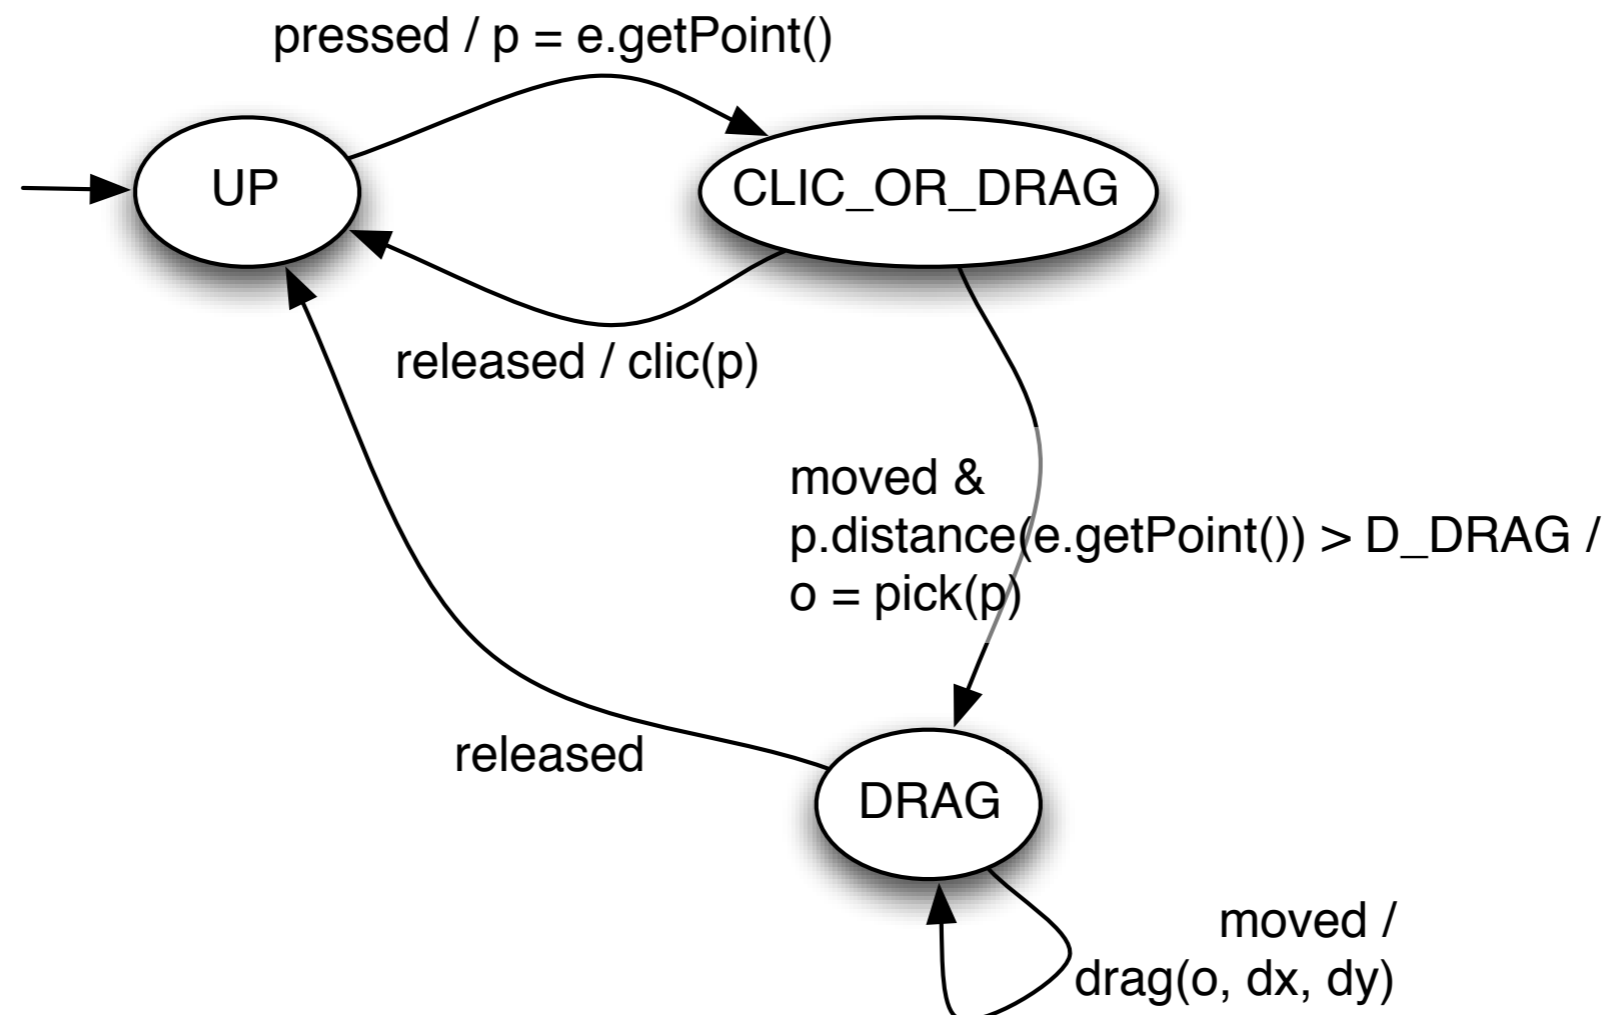 pressed / p = e.getPoint()
UP
CLIC_OR_DRAG
released / clic(p)
moved &
p.distance(e.getPoint()) > D_DRAG /
o = pick(p)
released
DRAG
moved /
drag(o, dx, dy)